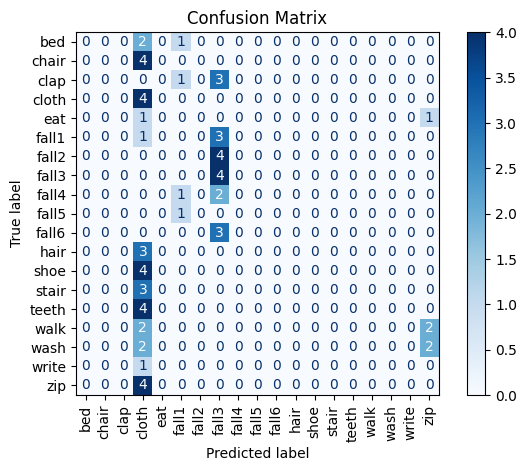 Confusion Matrix
bed 0 0 0 2 0 1 0 0 0 0 0 0 0 0 0 0 0 0 0
chair 0 0 0 4 0 0 0 0 0 0 0 0 0 0 0 0 0 0 0
clap 0 0 0 0 0 1 0 3 0 0 0 0 0 0 0 0 0 0 0
cloth 0 0 0 4 0 0 0 0 0 0 0 0 0 0 0 0 0 0 0
eat 0 0 0 1 0 0 0 0 0 0 0 0 0 0 0 0 0 0 1
fall1 0 0 0 1 0 0 0 3 0 0 0 0 0 0 0 0 0 0 0
fall2 0 0 0 0 0 0 0 4 0 0 0 0 0 0 0 0 0 0 0
fall3 0 0 0 0 0 0 0 4 0 0 0 0 0 0 0 0 0 0 0
fall4 0 0 0 0 0 1 0 2 0 0 0 0 0 0 0 0 0 0 0
fall5 0 0 0 0 0 1 0 0 0 0 0 0 0 0 0 0 0 0 0
fall6 0 0 0 0 0 0 0 3 0 0 0 0 0 0 0 0 0 0 0
hair 0 0 0 3 0 0 0 0 0 0 0 0 0 0 0 0 0 0 0
shoe 0 0 0 4 0 0 0 0 0 0 0 0 0 0 0 0 0 0 0
stair 0 0 0 3 0 0 0 0 0 0 0 0 0 0 0 0 0 0 0
teeth 0 0 0 4 0 0 0 0 0 0 0 0 0 0 0 0 0 0 0
walk 0 0 0 2 0 0 0 0 0 0 0 0 0 0 0 0 0 0 2
wash 0 0 0 2 0 0 0 0 0 0 0 0 0 0 0 0 0 0 2
write 0 0 0 1 0 0 0 0 0 0 0 0 0 0 0 0 0 0 0
zip 0 0 0 4 0 0 0 0 0 0 0 0 0 0 0 0 0 0 0
True label
bed chair clap cloth eat fall1 fall2 fall3 fall4 fall5 fall6 hair shoe stair teeth walk wash write zip
Predicted label
4.0
3.5
3.0
2.5
2.0
1.5
1.0
0.5
0.0